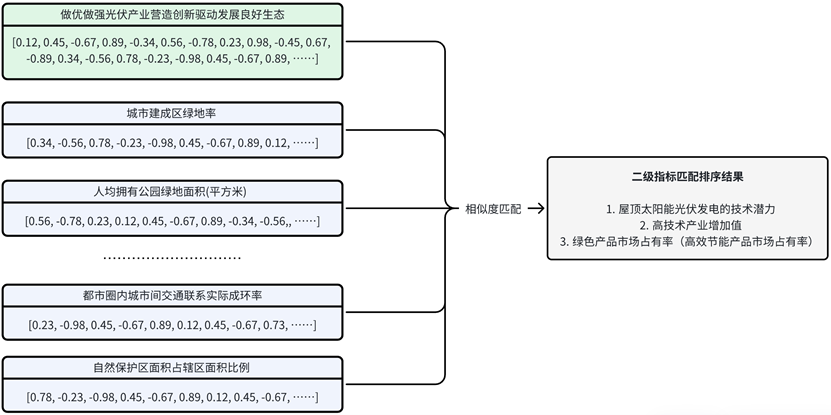 做优做强光伏产业营造创新驱动发展良好生态
[0.12, 0.45, -0.67, 0.89, -0.34, 0.56, -0.78, 0.23, 0.98, -0.45, 0.67,
-0.89, 0.34, -0.56, 0.78, -0.23, -0.98, 0.45, -0.67, 0.89, ……]
城市建成区绿地率
[0.34, -0.56, 0.78, -0.23, -0.98, 0.45, -0.67, 0.89, 0.12, ……]
人均拥有公园绿地面积(平方米)
[0.56, -0.78, 0.23, 0.12, 0.45, -0.67, 0.89, -0.34, -0.56,, ……]
都市圈内城市间交通联系实际成环率
[0.23, -0.98, 0.45, -0.67, 0.89, 0.12, 0.45, -0.67, 0.73, ……]
自然保护区面积占辖区面积比例
[0.78, -0.23, -0.98, 0.45, -0.67, 0.89, 0.12, 0.45, -0.67, ……]
相似度匹配
二级指标匹配排序结果
1. 屋顶太阳能光伏发电的技术潜力
2. 高技术产业增加值
3. 绿色产品市场占有率（高效节能产品市场占有率）